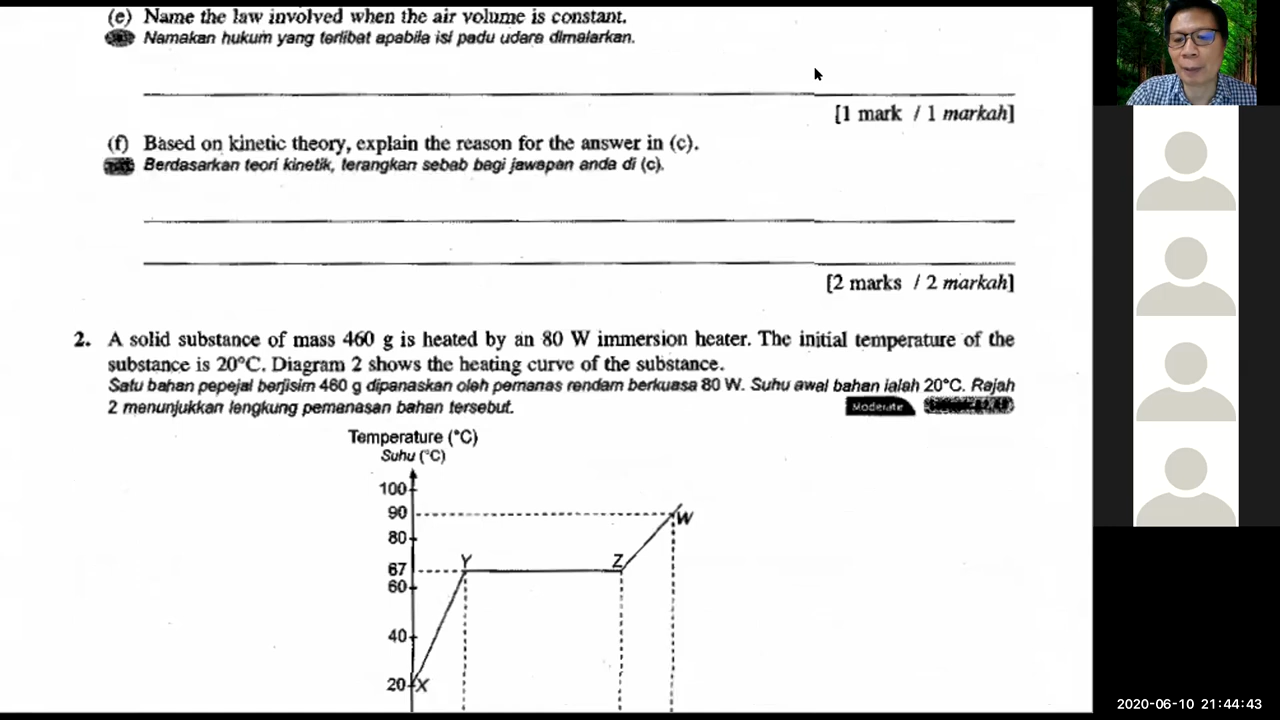 (e) Name the law involved when the air volume is constant.
Namakan hukum yang terlibat apabila isi padu udara dimalarkan.
[1 mark / 1 markah]
(f) Based on kinetic theory, explain the reason for the answer in (c).
Berdasarkan teori kinetik, terangkan sebab bagi jawapan anda di (c).
[2 marks / 2 markah]
2. A solid substance of mass 460 g is heated by an 80 W immersion heater. The initial temperature of the
substance is 20°C. Diagram 2 shows the heating curve of the substance.
Satu bahan pepejal berjisim 460 g dipanaskan oleh pemanas rendam berkuasa 80 W. Suhu awal bahan ialah 20°C. Rajah
2 menunjukkan lengkung pemanasan bahan tersebut.
Moderate
Temperature (°C)
Suhu (°C)
100
90
W
80
Y
Z
67
60
40
20
X
2020-06-10 21:44:43